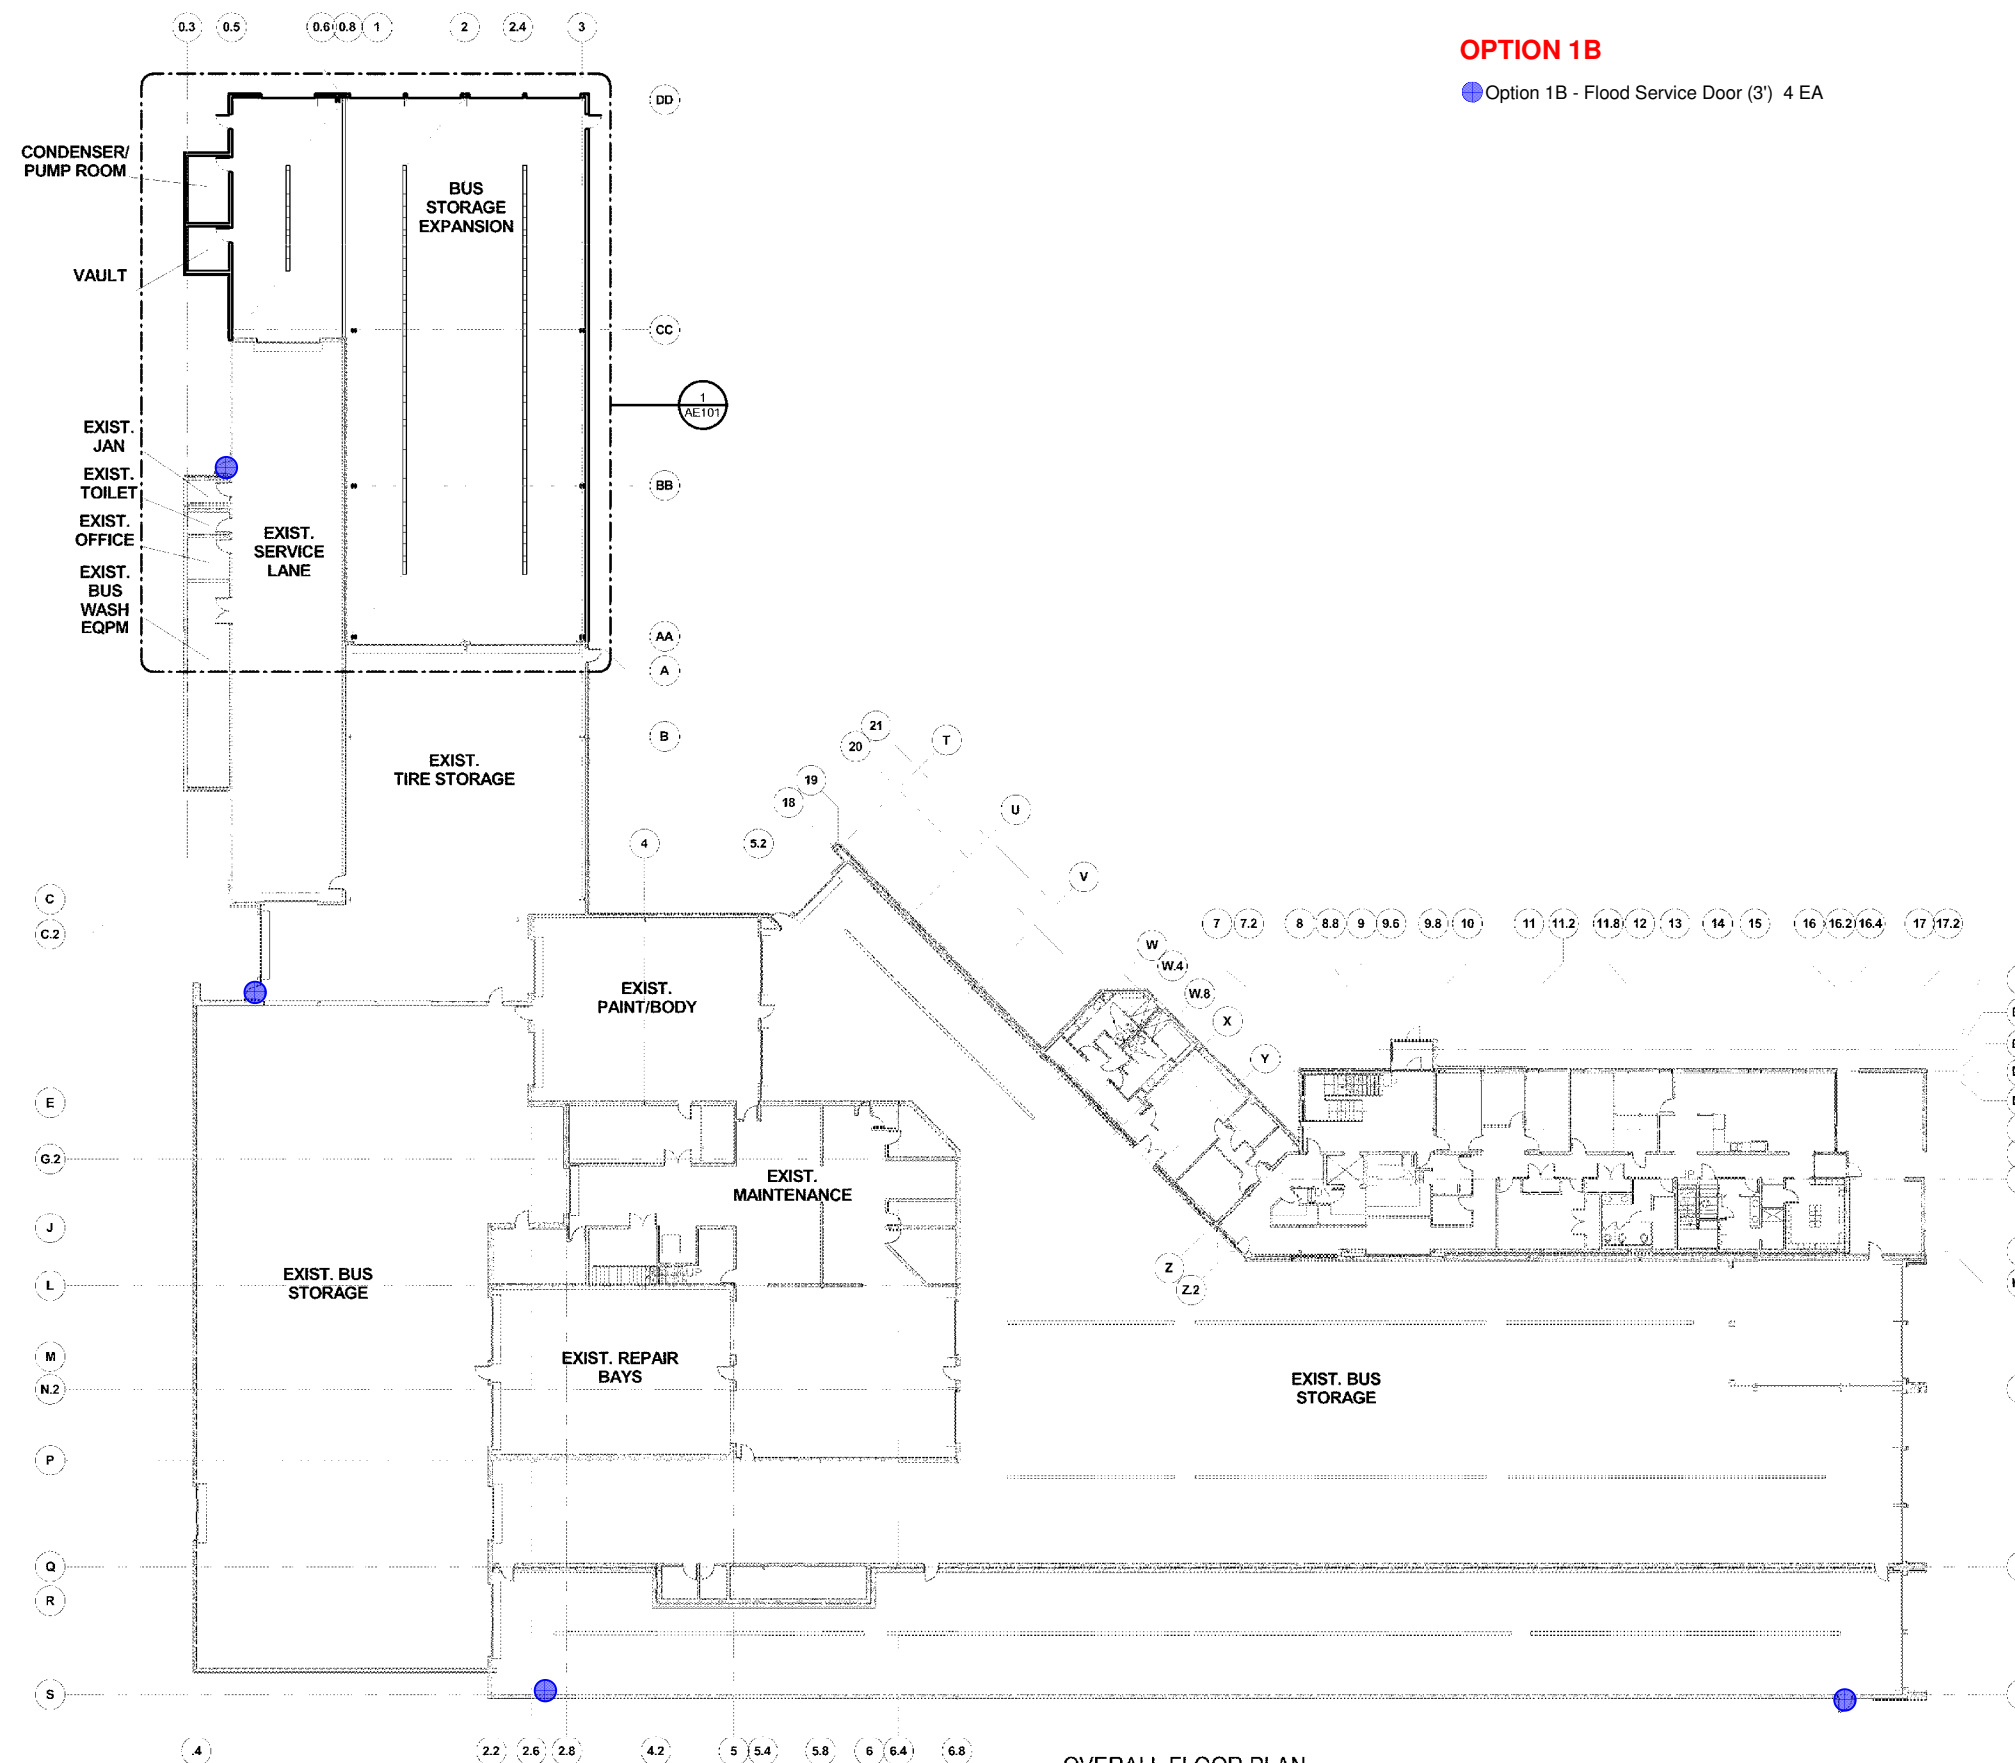 OPTION 1B
Option 1B - Flood Service Door (3') 4 EA
0.3 0.5 0.6 0.8 1 2 2.4 3
DD
CONDENSER/
PUMP ROOM
BUS
STORAGE
EXPANSION
VAULT
CC
1
AE101
EXIST.
JAN
EXIST.
TOILET
EXIST.
OFFICE
EXIST.
BUS
WASH
EQPM
BB
EXIST.
SERVICE
LANE
AA
A
B
EXIST.
TIRE STORAGE
21
20
19
18
T
U
V
4 5.2
C
C.2
7 7.2 8 8.8 9 9.6 9.8 10 11 11.2 11.8 12 13 14 15 16 16.2 16.4 17 17.2
W
W.4
W.8
X
Y
EXIST.
PAINT/BODY
E
G.2
EXIST.
MAINTENANCE
J
Z
Z.2
L
EXIST. BUS
STORAGE
M
N.2
EXIST. REPAIR
BAYS
EXIST. BUS
STORAGE
P
Q
R
S
.4 2.2 2.6 2.8 4.2 5 5.4 5.8 6 6.4 6.8
OVERALL FLOOR PLAN